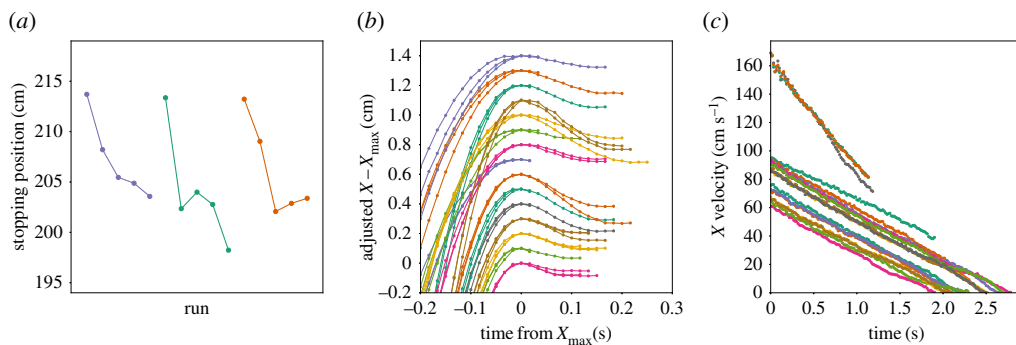 (a)
stopping position (cm)
215
210
205
200
195
run
(b)
adjusted X – Xmax (cm)
1.4
1.2
1.0
0.8
0.6
0.4
0.2
0
–0.2
–0.2 –0.1 0 0.1 0.2 0.3
time from Xmax(s)
(c)
X velocity (cm s–1)
160
140
120
100
80
60
40
20
0
0 0.5 1.0 1.5 2.0 2.5
time (s)